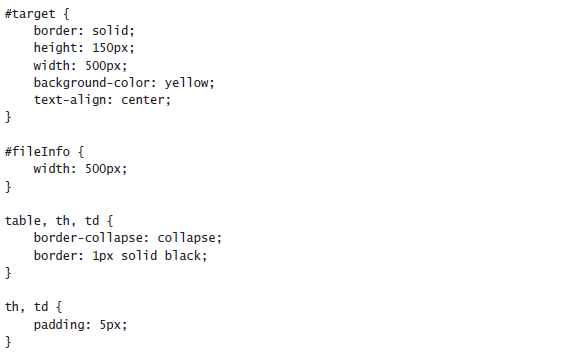 #target {
    border: solid;
    height: 150px;
    width: 500px;
    background-color: yellow;
    text-align: center;
}

#fileInfo {
    width: 500px;
}

table, th, td {
    border-collapse: collapse;
    border: 1px solid black;
}

th, td {
    padding: 5px;
}